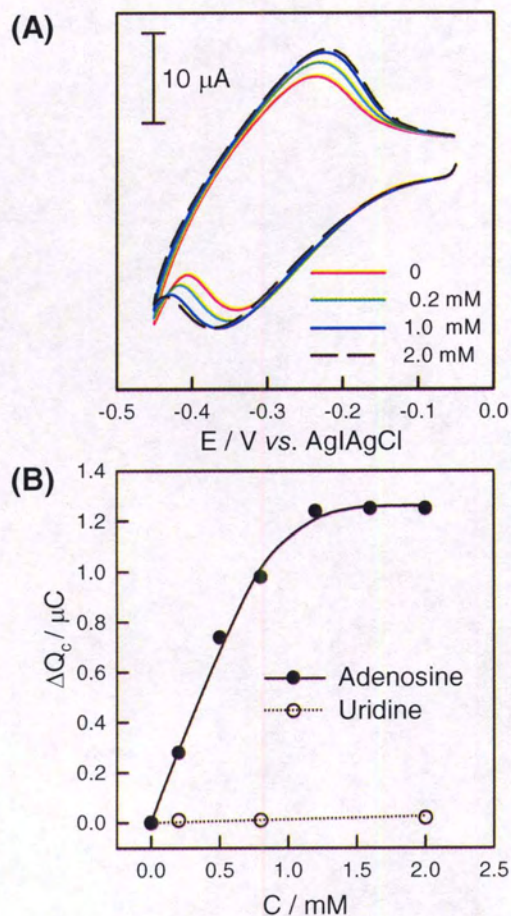 (A)
10 μA
0
0.2 mM
1.0 mM
2.0 mM
-0.5 -0.4 -0.3 -0.2 -0.1 0.0
E / V vs. Ag|AgCl
(B)
1.4
1.2
1.0
0.8
0.6
0.4
0.2
0.0
ΔQc / μC
Adenosine
Uridine
0.0 0.5 1.0 1.5 2.0 2.5
C / mM